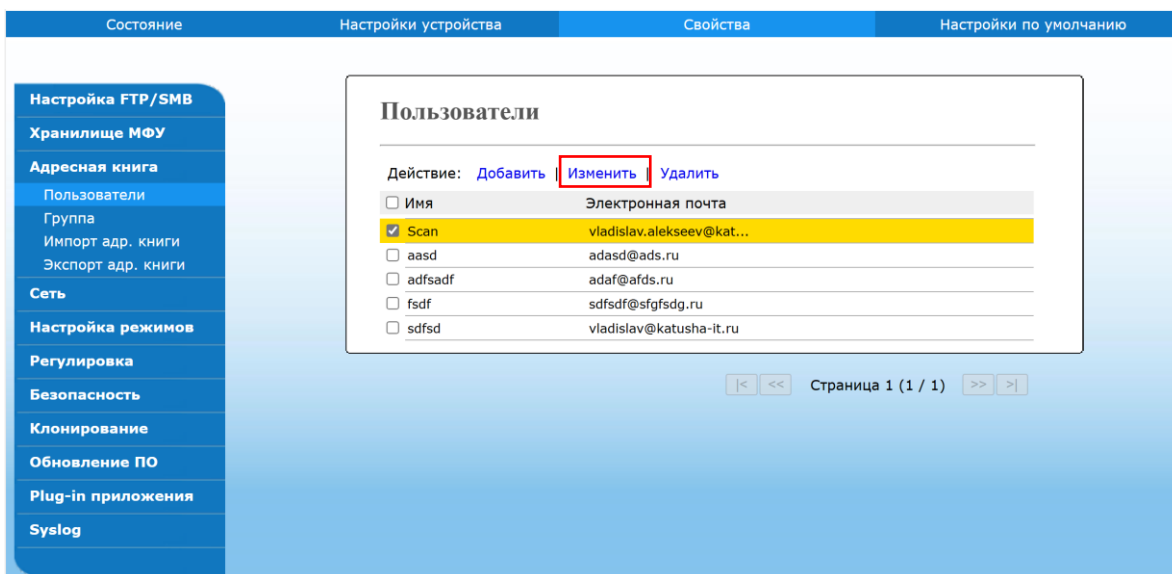 Состояние Настройки устройства Свойства Настройки по умолчанию
Настройка FTP/SMB
Хранилище МФУ
Адресная книга
Пользователи
Группа
Импорт адр. книги
Экспорт адр. книги
Сеть
Настройка режимов
Регулировка
Безопасность
Клонирование
Обновление ПО
Plug-in приложения
Syslog
Пользователи
Действие: Добавить | Изменить | Удалить
Имя Электронная почта
Scan vladislav.alekseev@kat...
aasd adasd@ads.ru
adfsadf adaf@afds.ru
fsdf sdfsdf@sfgfsdg.ru
sdfsd vladislav@katusha-it.ru
|< << Страница 1 (1 / 1) >> >|